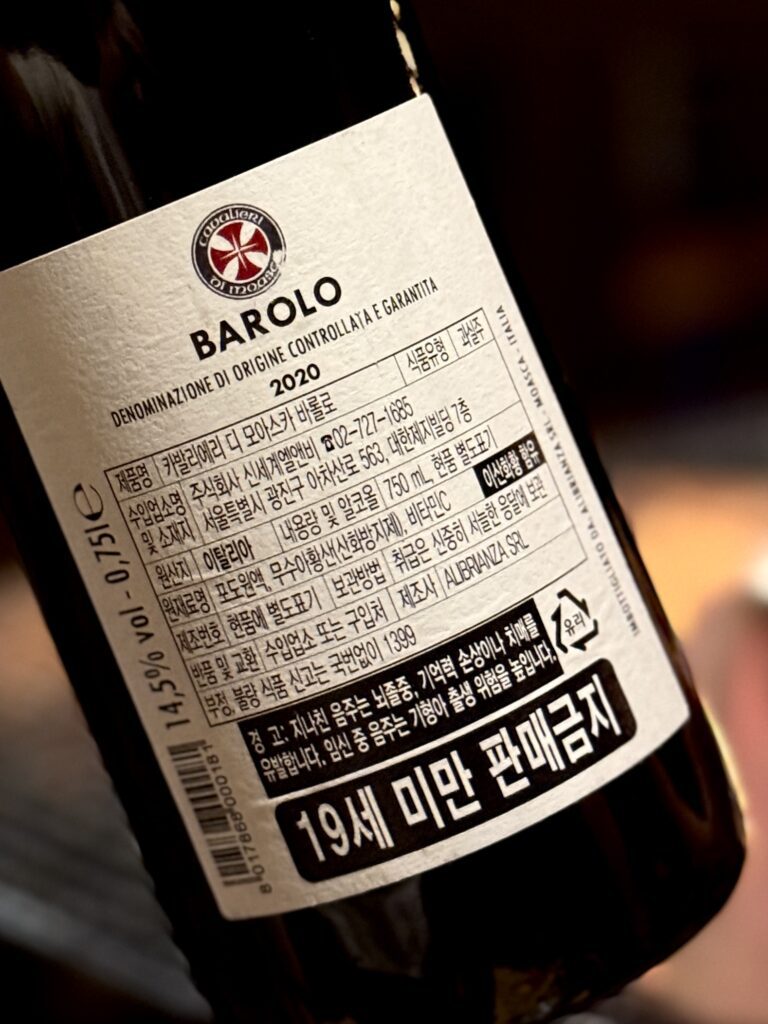 CAVALIERI
DI MOASCA
BAROLO
DENOMINAZIONE DI ORIGINE CONTROLLATA E GARANTITA
2020
제품명 카발리에리 디 모아스카 바롤로 식품유형 과실주
수입업소명 및 소재지 주식회사 신세계엘앤비 ☎02-727-1685
서울특별시 광진구 아차산로 563, 대한제지빌딩 7층
원산지 이탈리아 내용량 및 알코올 750 mL, 현품 별도표기
원재료명 포도원액, 무수아황산(산화방지제), 비타민C 이산화황 함유
제조번호 현품에 별도표기 보관방법 취급은 신중히 서늘한 응달에 보관
반품 및 교환 수입업소 또는 구입처 제조사 ALIBRIANZA SRL
부정, 불량 식품 신고는 국번없이 1399
경 고: 지나친 음주는 뇌졸중, 기억력 손상이나 치매를
유발합니다. 임신 중 음주는 기형아 출생 위험을 높입니다.
유리
19세 미만 판매금지
14,5% vol - 0,75l e
8017868000181
IMBOTTIGLIATO DA: ALIBRIANZA SRL - MOASCA - ITALIA